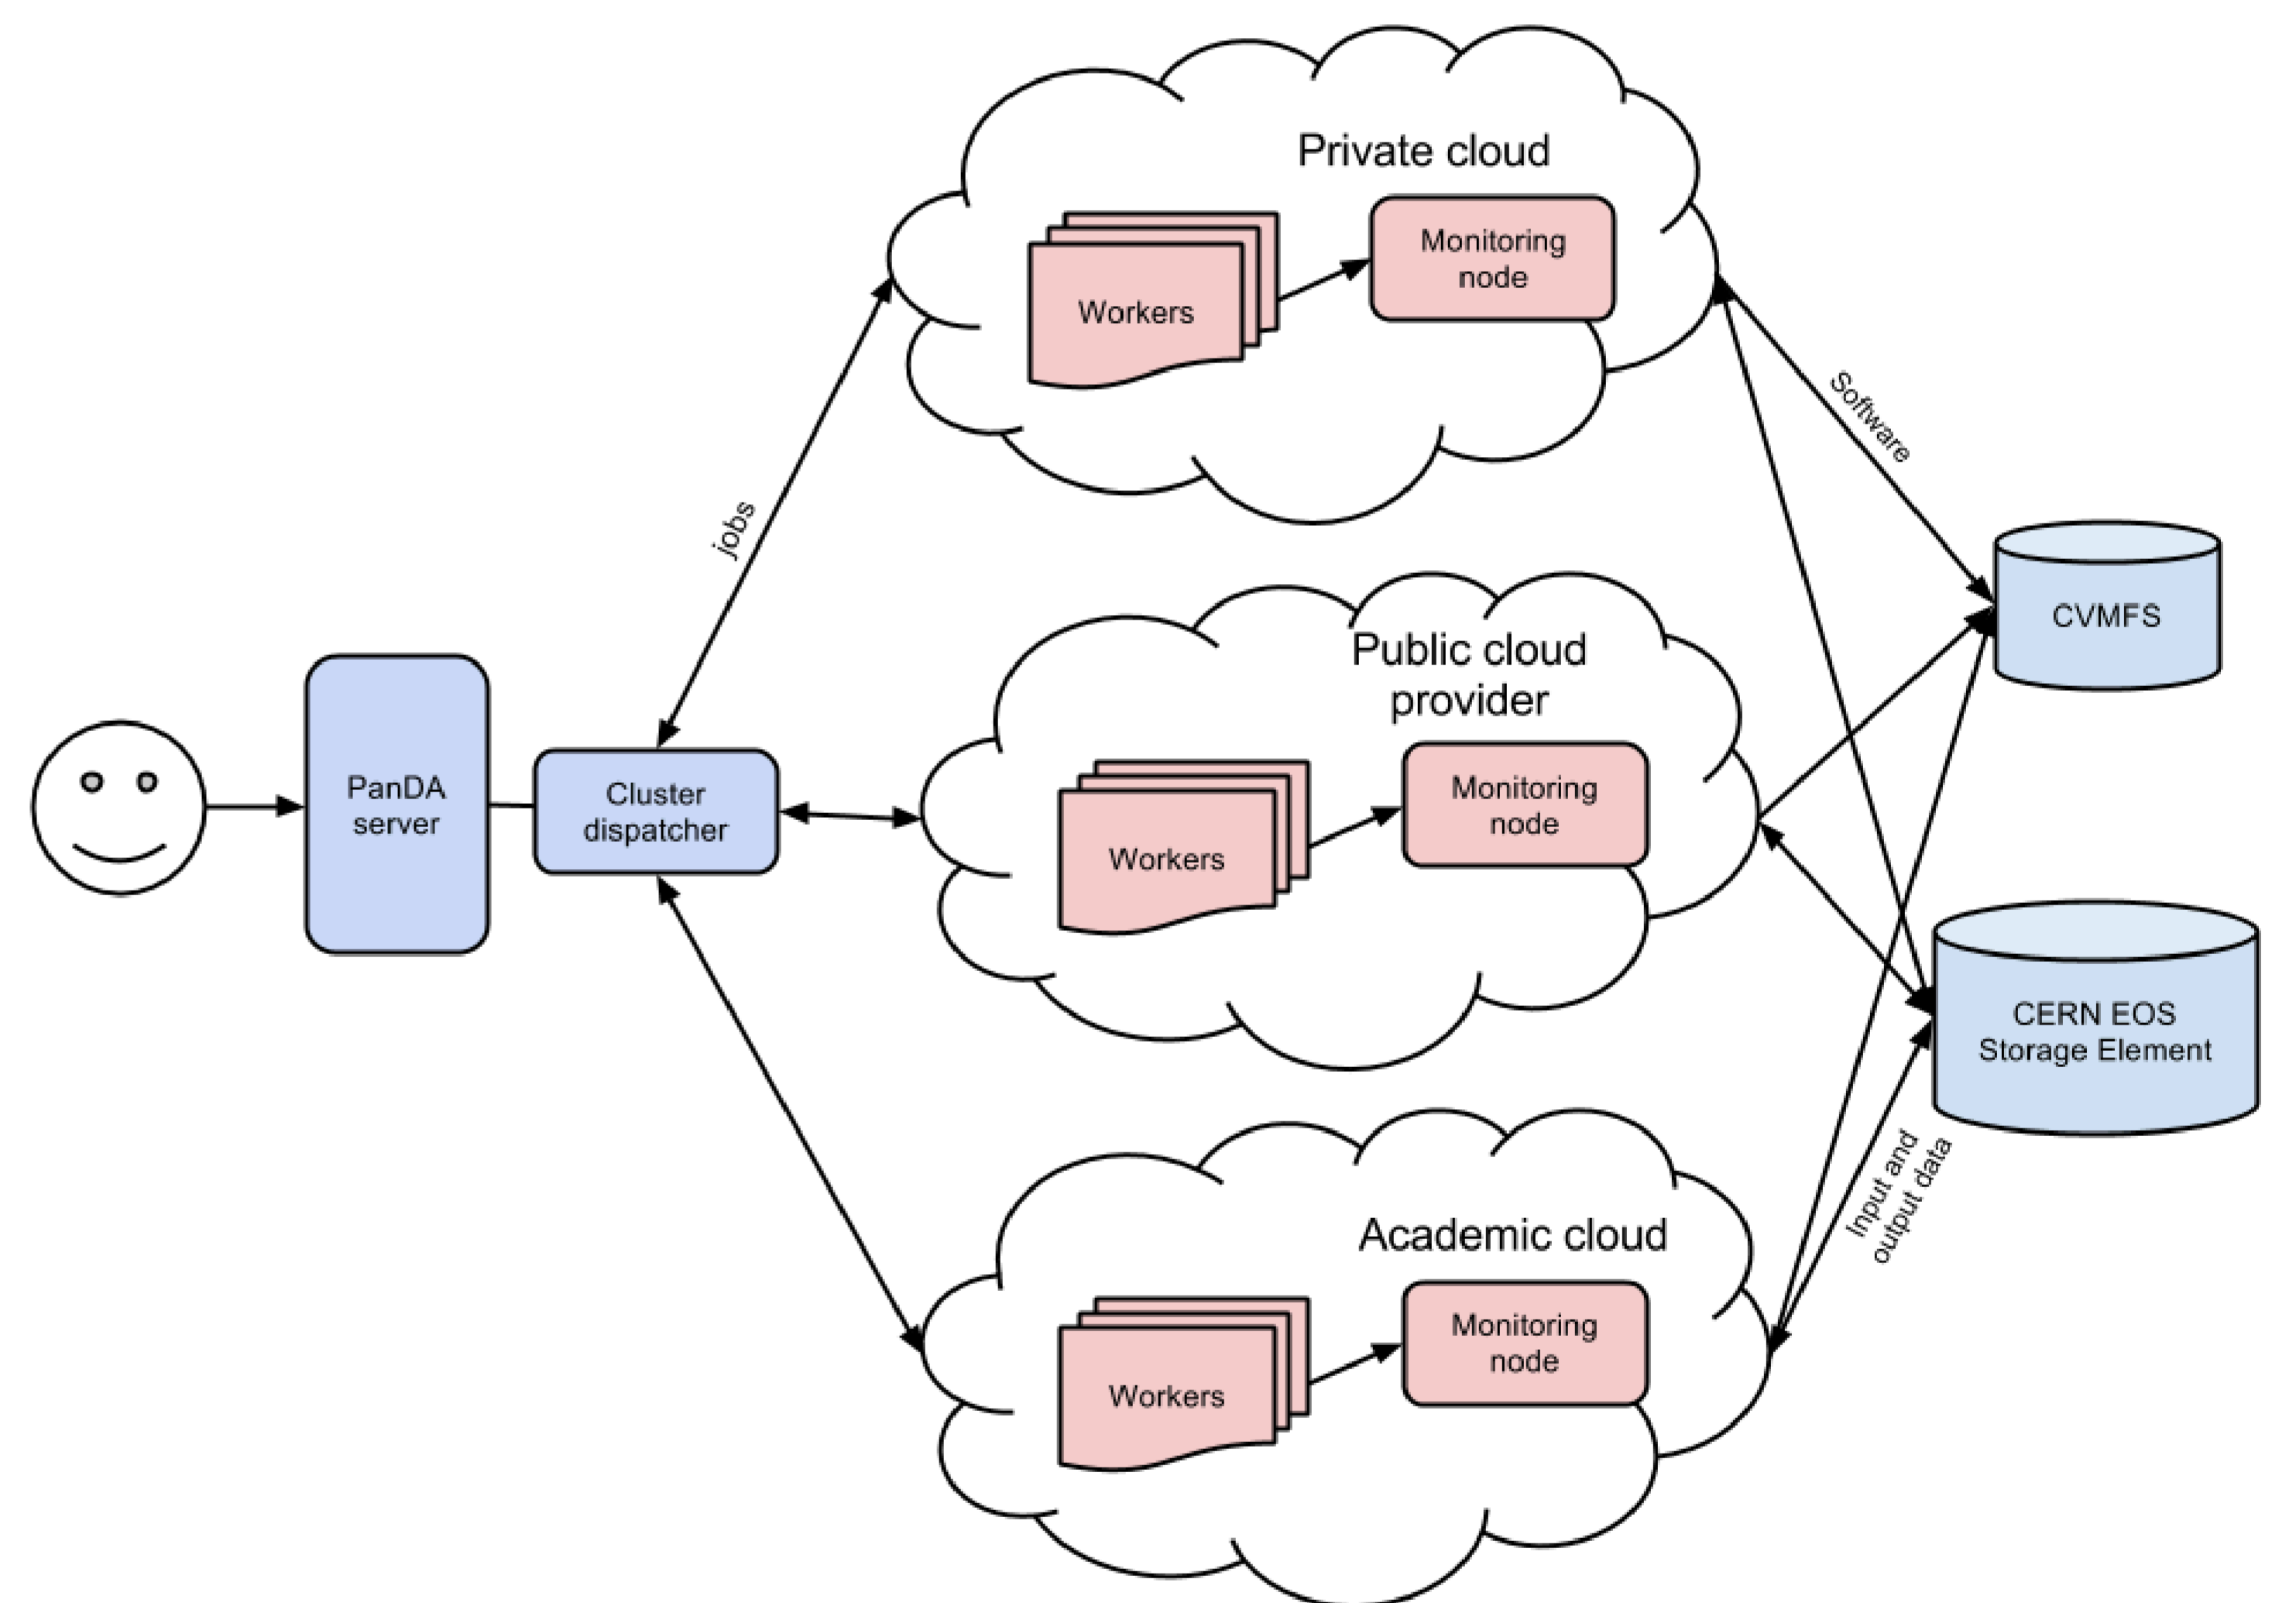 Private cloud
Monitoring
node
Workers
Software
jobs
CVMFS
Public cloud
provider
Monitoring
node
Workers
PanDA
server
Cluster
dispatcher
CERN EOS
Storage Element
Input and
output data
Academic cloud
Monitoring
node
Workers